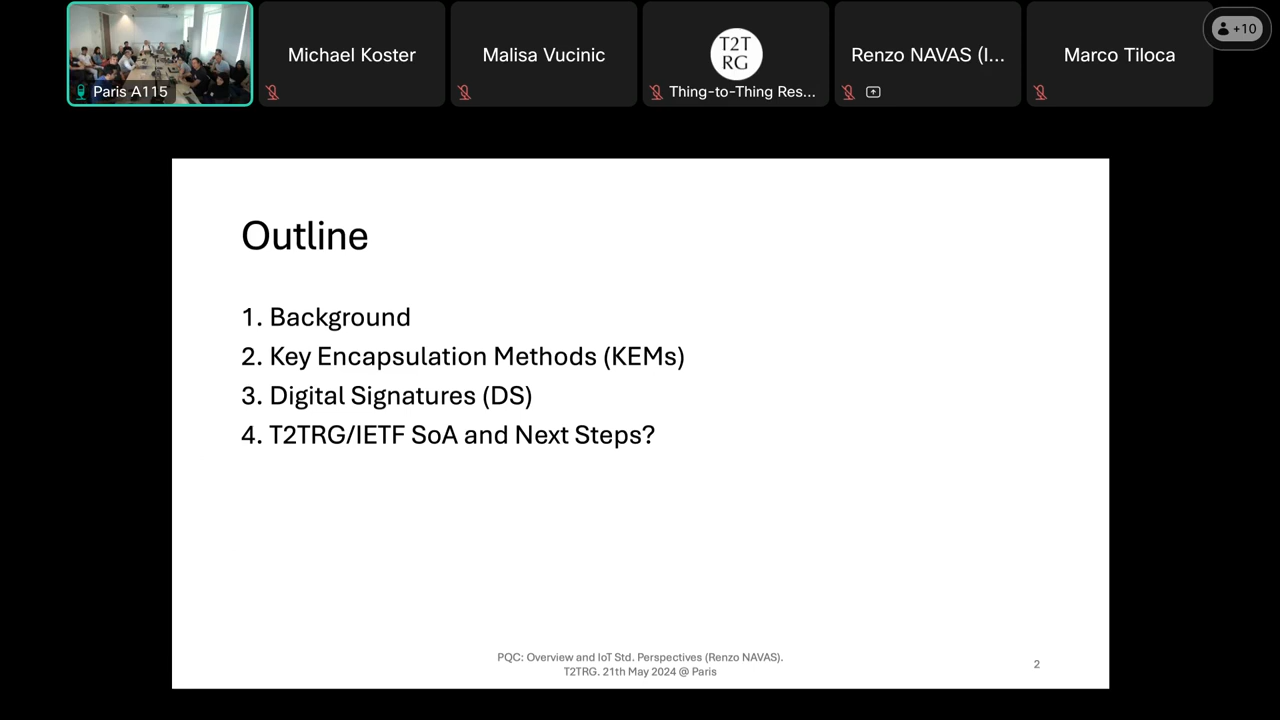 Paris A115
Michael Koster
Malisa Vucinic
T2T
RG
Thing-to-Thing Res...
Renzo NAVAS (I...
Marco Tiloca
+10
Outline
1. Background
2. Key Encapsulation Methods (KEMs)
3. Digital Signatures (DS)
4. T2TRG/IETF SoA and Next Steps?
PQC: Overview and IoT Std. Perspectives (Renzo NAVAS).
T2TRG. 21th May 2024 @ Paris
2